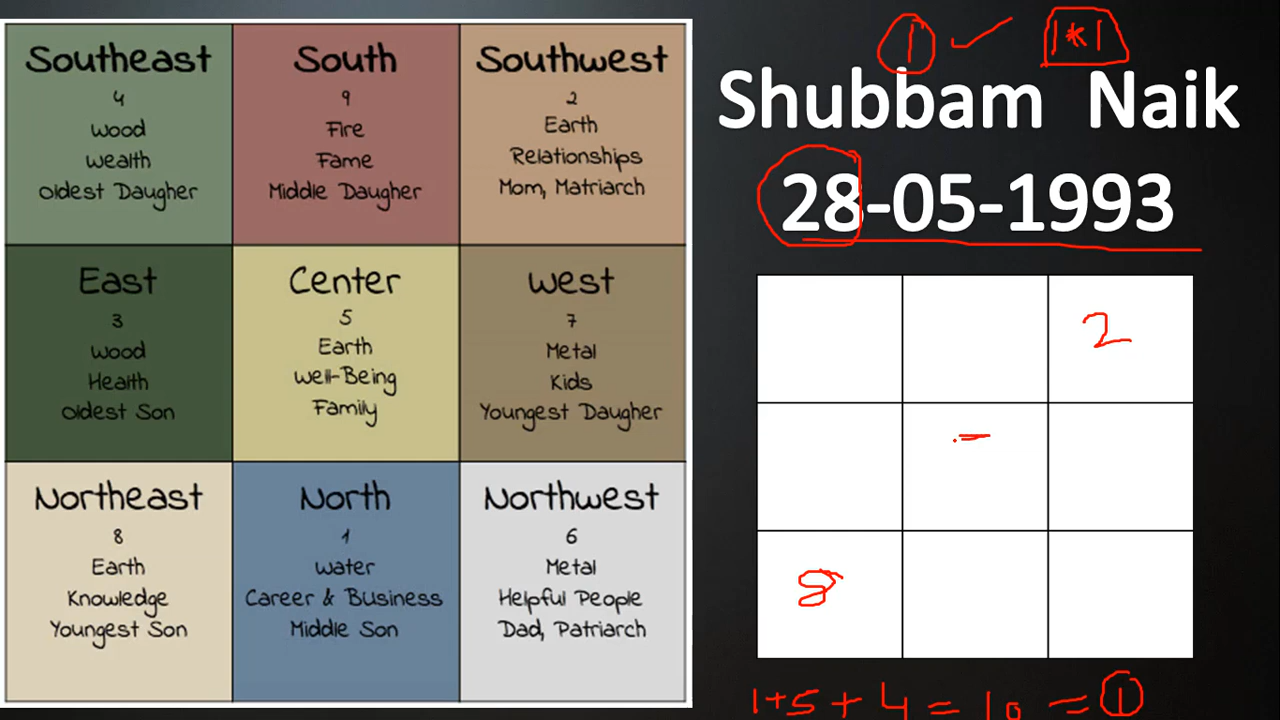 Southeast
4
Wood
Wealth
Oldest Daugher
South
9
Fire
Fame
Middle Daugher
Southwest
2
Earth
Relationships
Mom, Matriarch
East
3
Wood
Health
Oldest Son
Center
5
Earth
Well-Being
Family
West
7
Metal
Kids
Youngest Daugher
Northeast
8
Earth
Knowledge
Youngest Son
North
1
Water
Career & Business
Middle Son
Northwest
6
Metal
Helpful People
Dad, Patriarch
1 ✓ 1*1
Shubbam Naik
28-05-1993
2
8
1+5+4=10=1